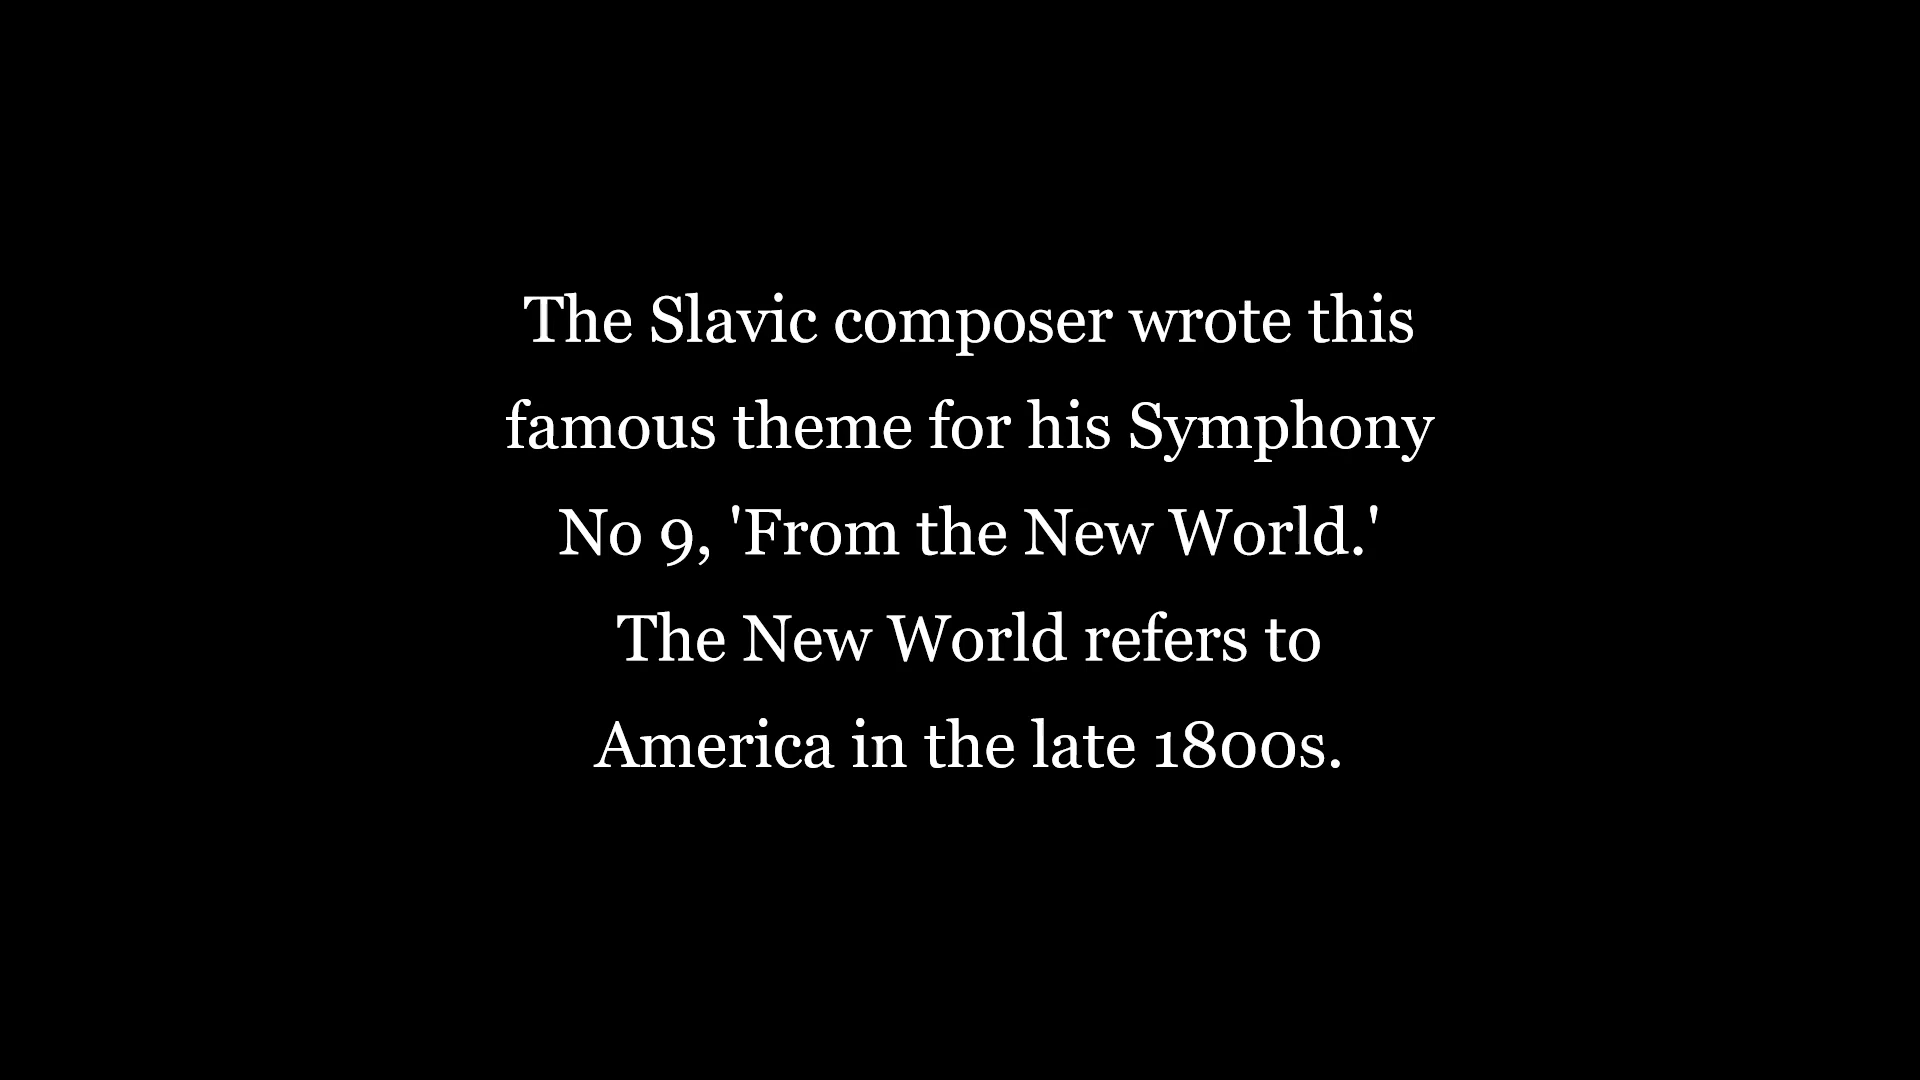 The Slavic composer wrote this
famous theme for his Symphony
No 9, 'From the New World.'
The New World refers to
America in the late 1800s.